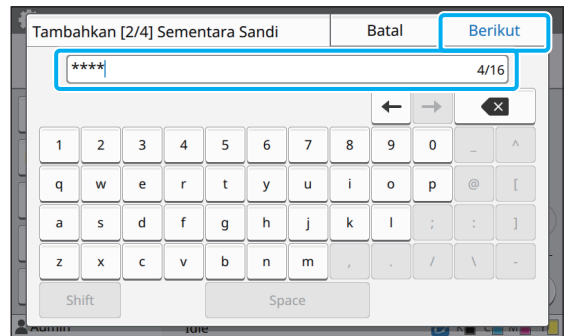 Tambahkan [2/4] Sementara Sandi Batal Berikut
**** 4/16
← →
1 2 3 4 5 6 7 8 9 0 _ ^
q w e r t y u i o p @ [
a s d f g h j k l ; : ]
z x c v b n m , . / \ -
Shift Space
Admin Idle K C M Y